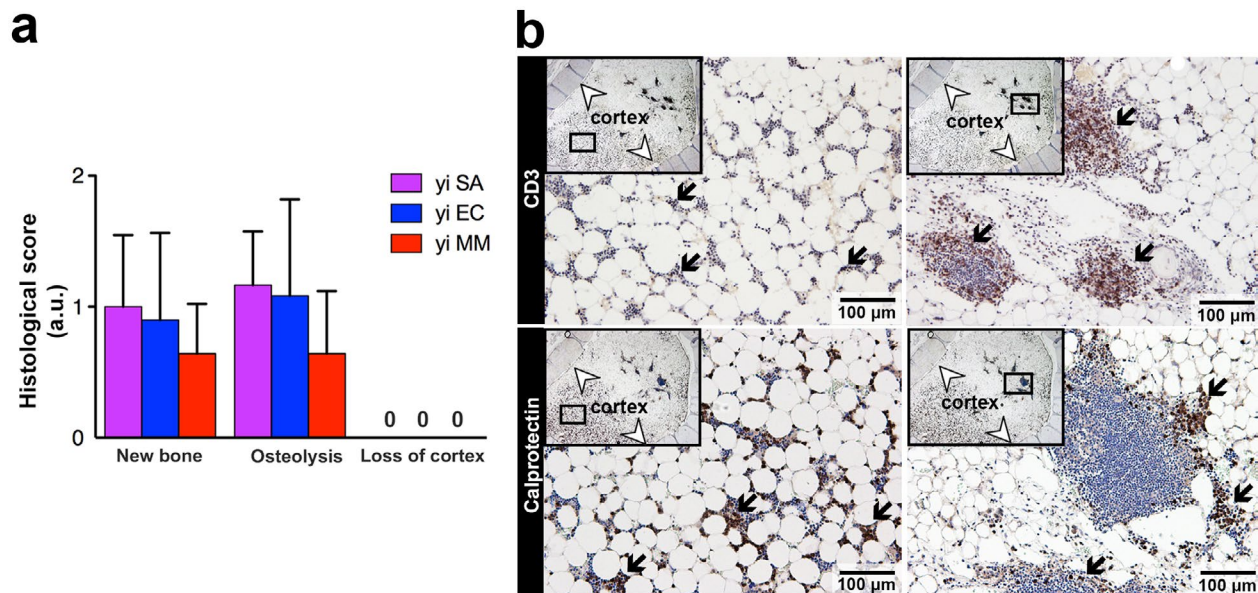 a
2
1
0
Histological score
(a.u.)
yi SA
yi EC
yi MM
0 0 0
New bone
Osteolysis
Loss of cortex
b
CD3
cortex
100 µm
cortex
100 µm
Calprotectin
cortex
100 µm
cortex
100 µm